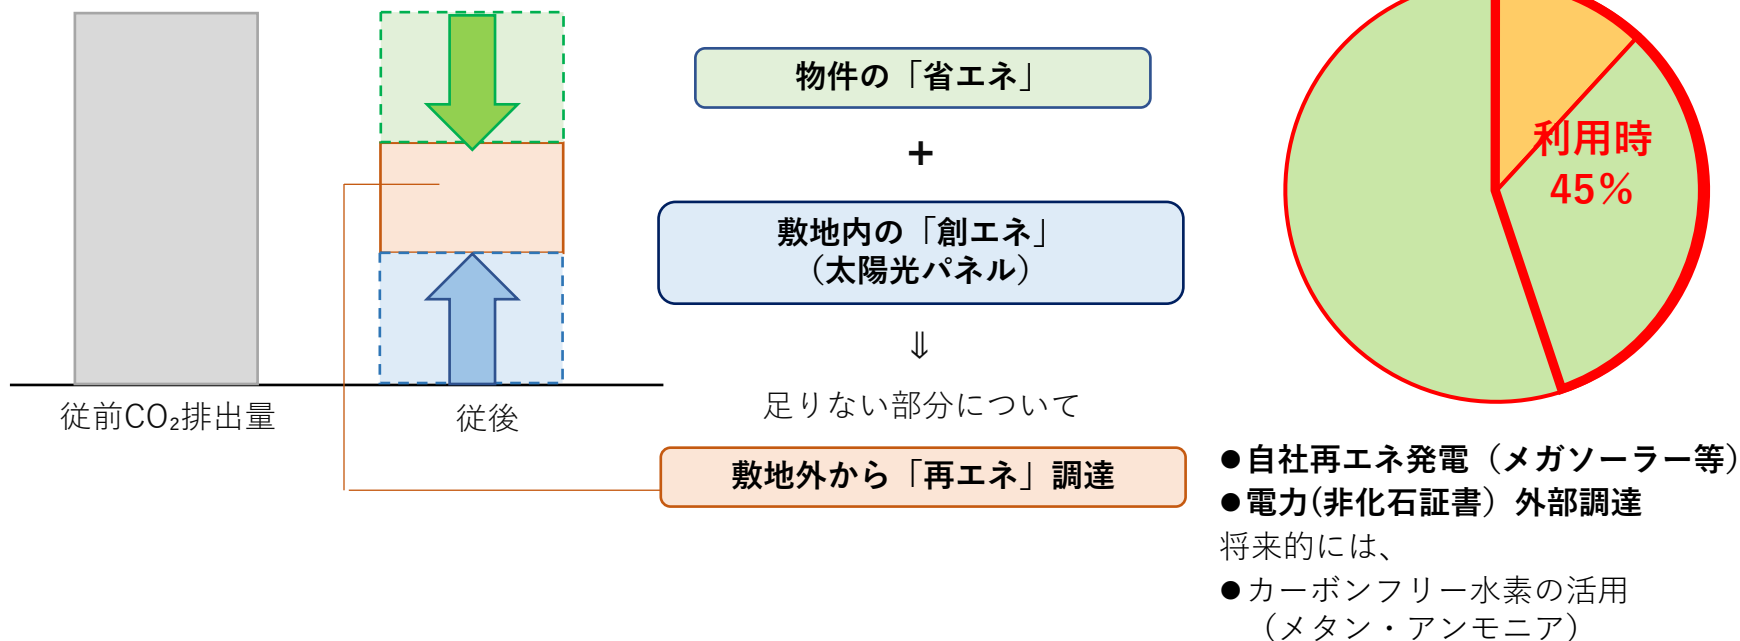 物件の「省エネ」
+
敷地内の「創エネ」
（太陽光パネル）
⇓
足りない部分について
敷地外から「再エネ」調達
従前CO₂排出量
従後
利用時
45%
●自社再エネ発電（メガソーラー等）
●電力(非化石証書）外部調達
将来的には、
●カーボンフリー水素の活用
（メタン・アンモニア）